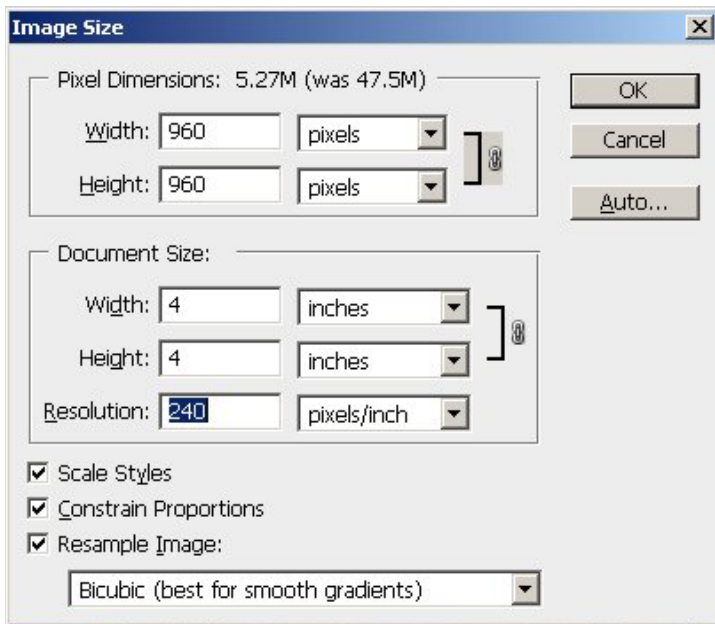 Image Size
Pixel Dimensions: 5.27M (was 47.5M)
Width: 960 pixels
Height: 960 pixels
OK
Cancel
Auto...
Document Size:
Width: 4 inches
Height: 4 inches
Resolution: 240 pixels/inch
Scale Styles
Constrain Proportions
Resample Image:
Bicubic (best for smooth gradients)